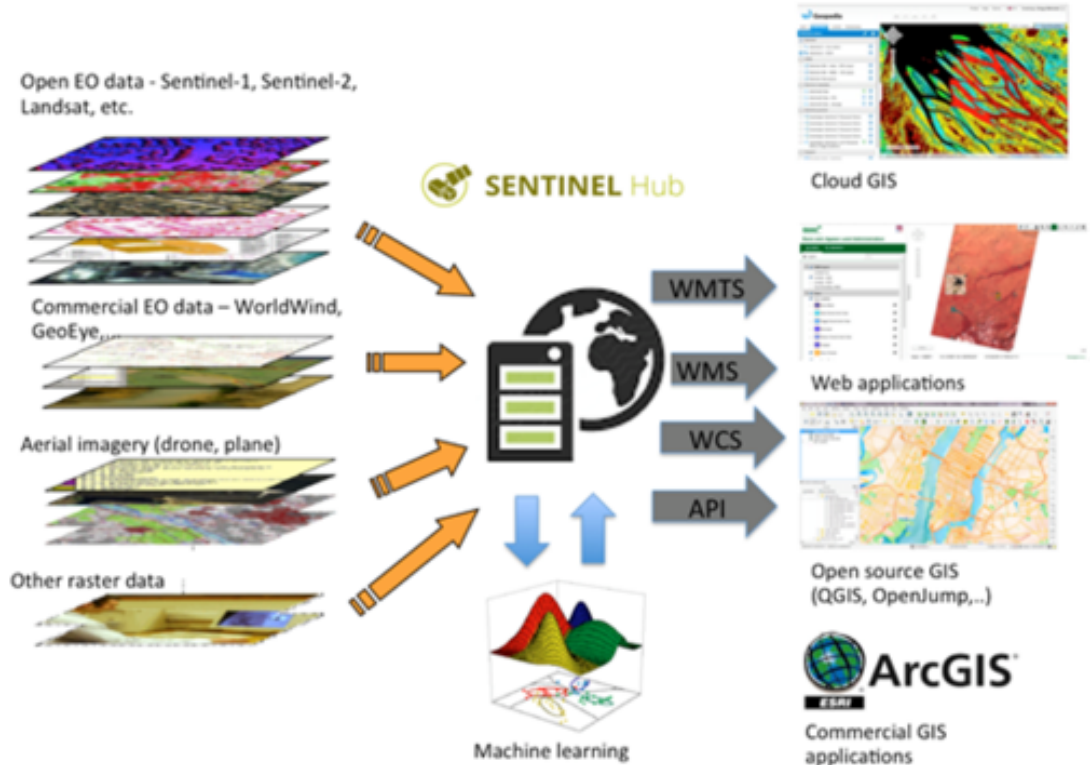 Open EO data - Sentinel-1, Sentinel-2,
Landsat, etc.
Commercial EO data – WorldWind,
GeoEye,...
Aerial imagery (drone, plane)
Other raster data
SENTINEL Hub
WMTS
WMS
WCS
API
Machine learning
Cloud GIS
Web applications
Open source GIS
(QGIS, OpenJump,..)
ArcGIS
ESRI
Commercial GIS
applications